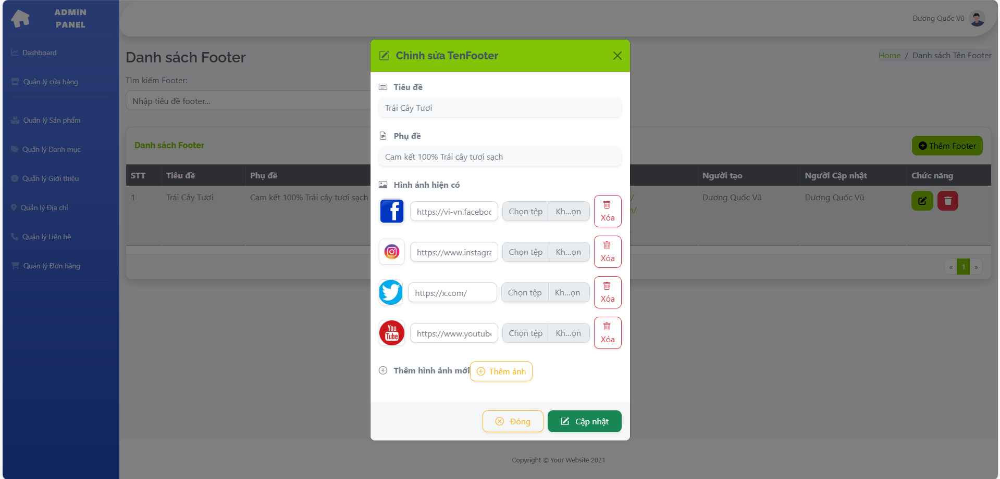 ADMIN
PANEL
Dashboard
Quản lý cửa hàng
Quản lý Sản phẩm
Quản lý Danh mục
Quản lý Giới thiệu
Quản lý Địa chỉ
Quản lý Liên hệ
Quản lý Đơn hàng
Dương Quốc Vũ
Danh sách Footer
Home / Danh sách Tên Footer
Tìm kiếm Footer:
Nhập tiêu đề footer...
Danh sách Footer
Thêm Footer
STT Tiêu đề Phụ đề Người tạo Người Cập nhật Chức năng
1 Trái Cây Tươi Cam kết 100% Trái cây tươi sạch / Dương Quốc Vũ Dương Quốc Vũ
/
« 1 »
Chỉnh sửa TenFooter
Tiêu đề
Trái Cây Tươi
Phụ đề
Cam kết 100% Trái cây tươi sạch
Hình ảnh hiện có
https://vi-vn.faceboo Chọn tệp Kh...ọn Xóa
https://www.instagra Chọn tệp Kh...ọn Xóa
https://x.com/ Chọn tệp Kh...ọn Xóa
You
Tube
https://www.youtube Chọn tệp Kh...ọn Xóa
Thêm hình ảnh mới Thêm ảnh
Đóng Cập nhật
Copyright © Your Website 2021